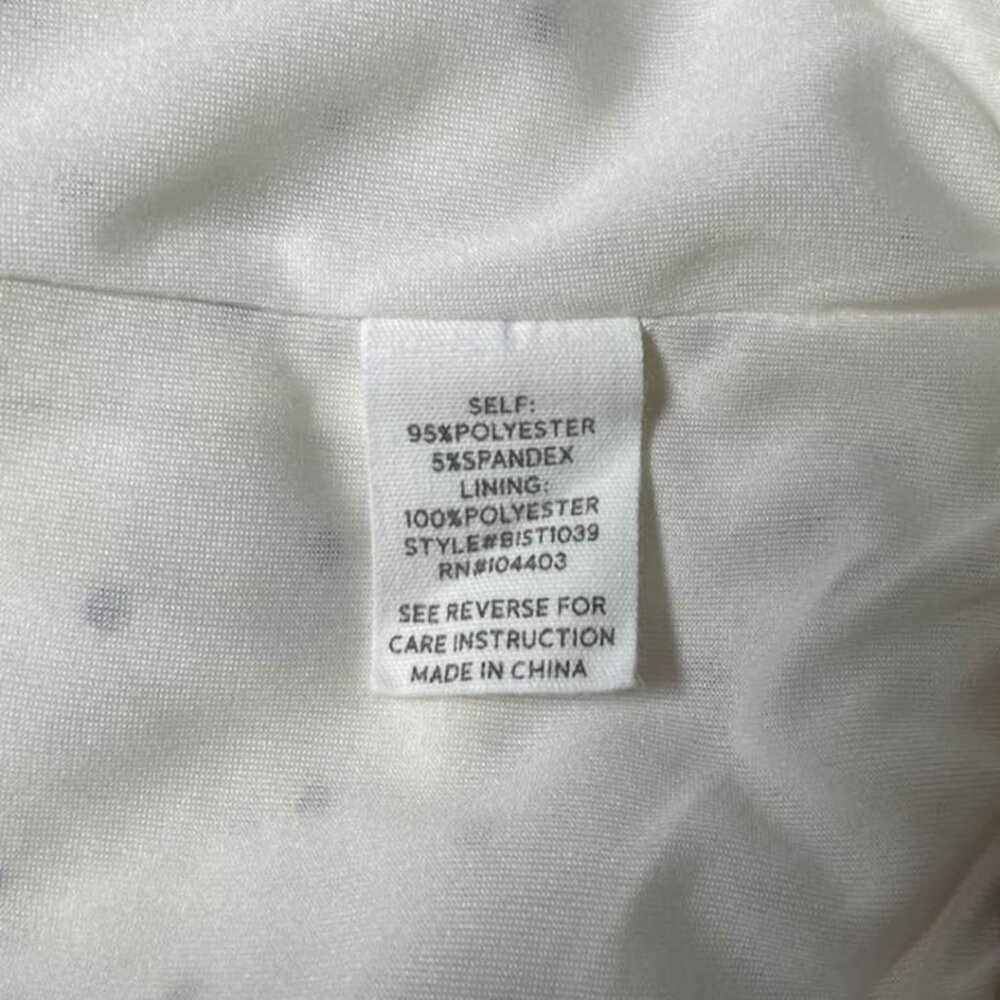 SELF:
95%POLYESTER
5%SPANDEX
LINING:
100%POLYESTER
STYLE#BIST1039
RN#104403
SEE REVERSE FOR
CARE INSTRUCTION
MADE IN CHINA